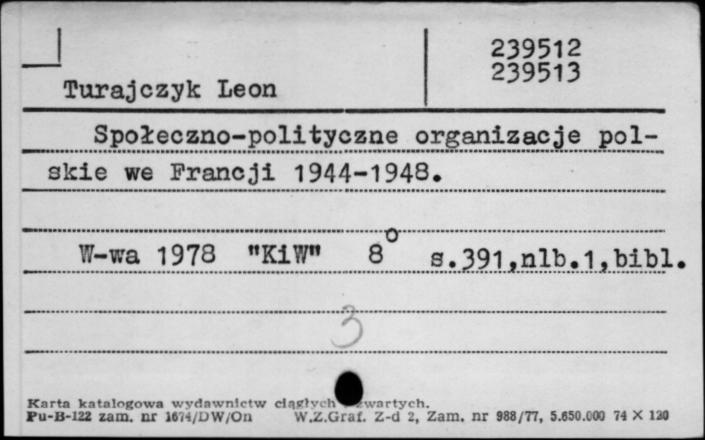 239512
239513
Turajczyk Leon
Społeczno-polityczne organizacje pol-
skie we Francji 1944-1948.
W-wa 1978 "KiW" 8° s.391,nlb.1,bibl.
3
Karta katalogowa wydawnictw ciągłych zwartych.
Pu-B-122 zam. nr 1674/DW/On W.Z.Graf. Z-d 2, Zam. nr 988/77, 5.650.000 74 X 120